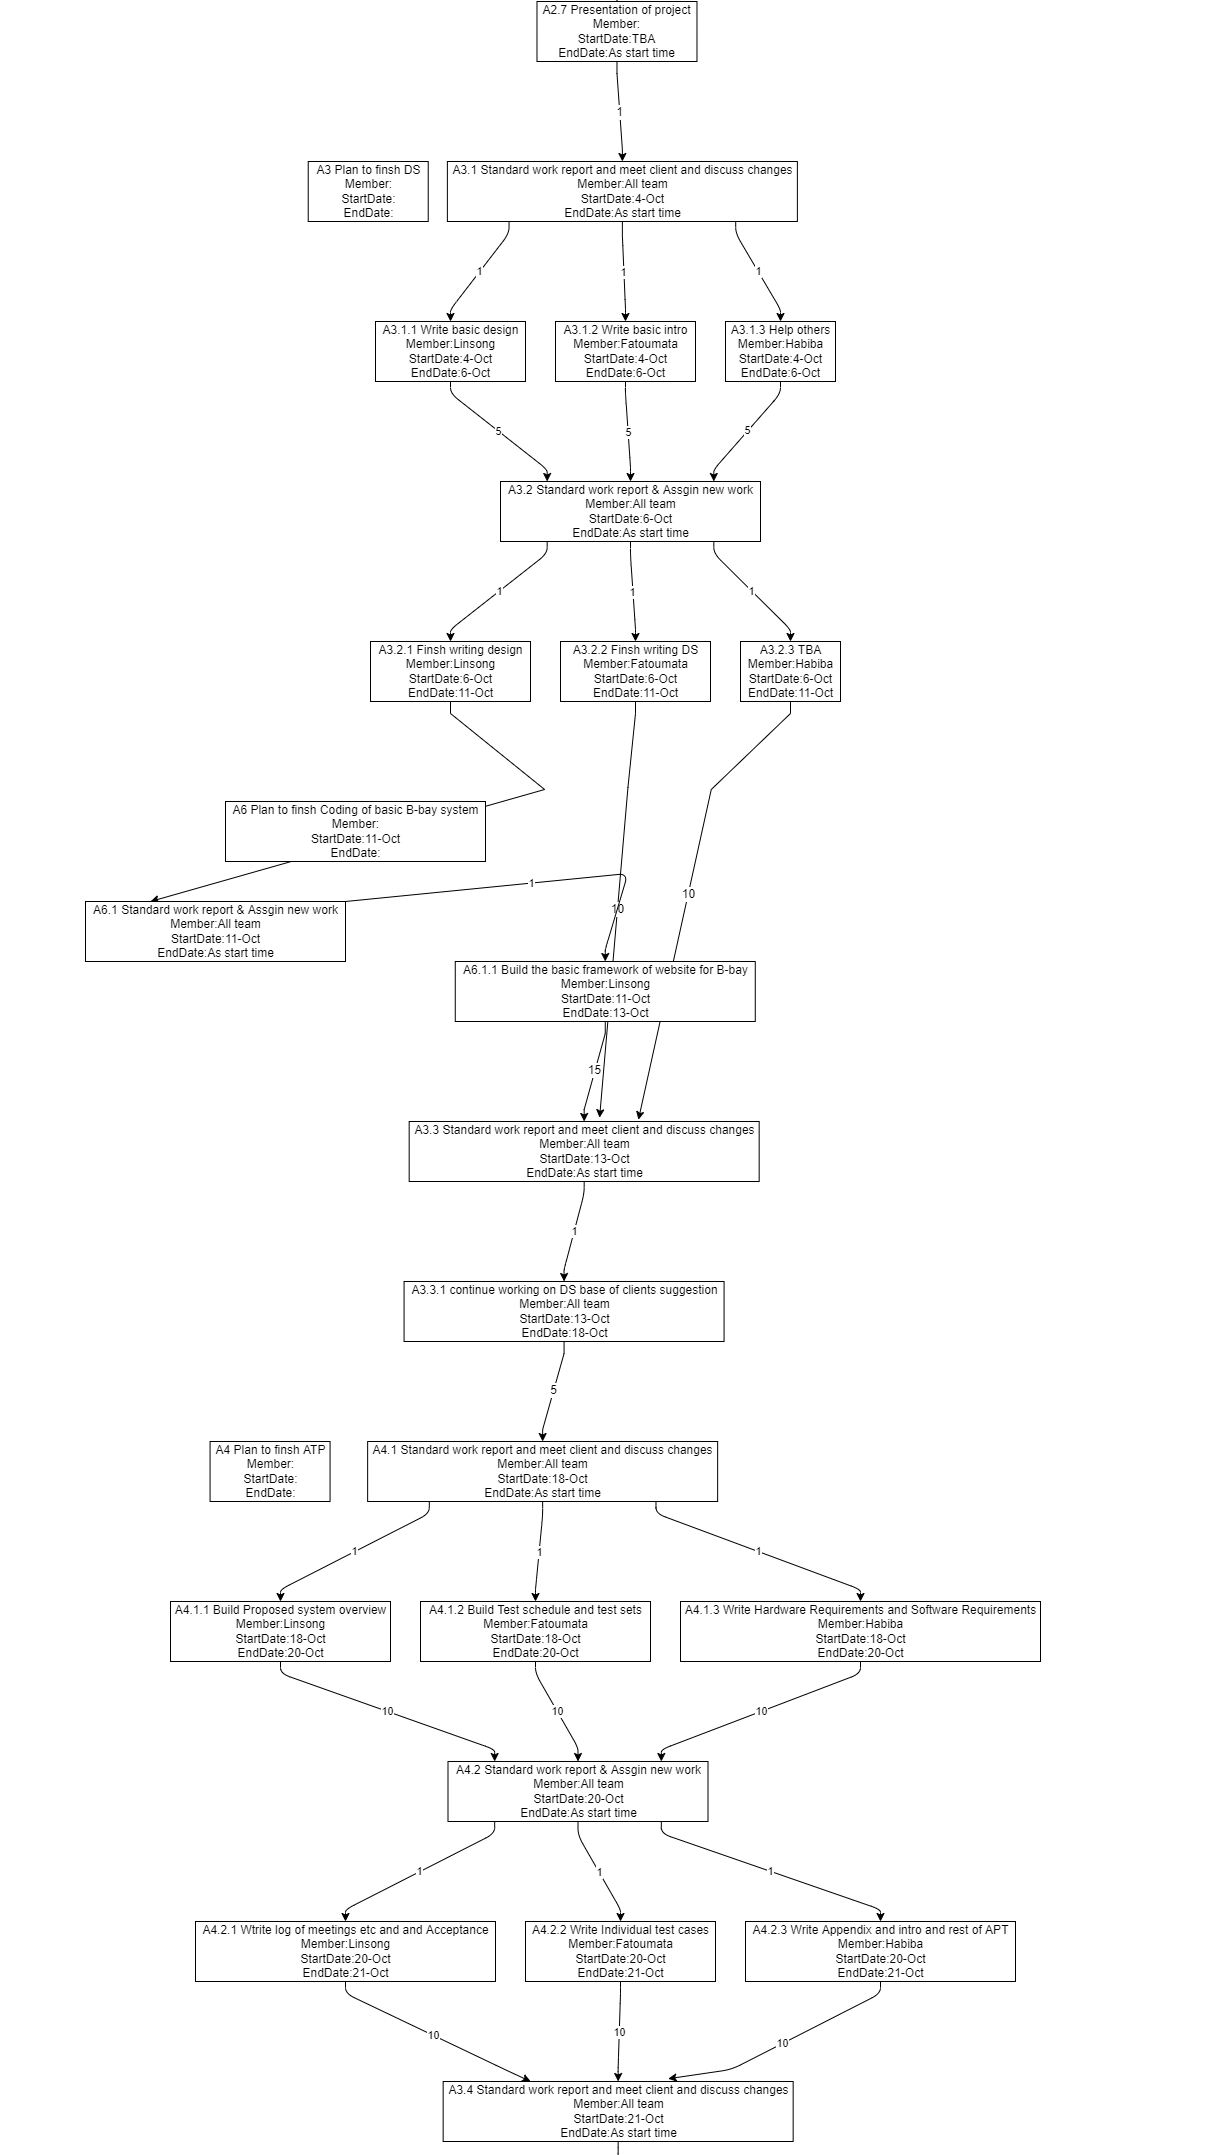 A2.7 Presentation of project
Member:
StartDate:TBA
EndDate:As start time
1
A3 Plan to finsh DS
Member:
StartDate:
EndDate:
A3.1 Standard work report and meet client and discuss changes
Member:All team
StartDate:4-Oct
EndDate:As start time
1
1
1
A3.1.1 Write basic design
Member:Linsong
StartDate:4-Oct
EndDate:6-Oct
A3.1.2 Write basic intro
Member:Fatoumata
StartDate:4-Oct
EndDate:6-Oct
A3.1.3 Help others
Member:Habiba
StartDate:4-Oct
EndDate:6-Oct
5
5
5
A3.2 Standard work report & Assgin new work
Member:All team
StartDate:6-Oct
EndDate:As start time
1
1
1
A3.2.1 Finsh writing design
Member:Linsong
StartDate:6-Oct
EndDate:11-Oct
A3.2.2 Finsh writing DS
Member:Fatoumata
StartDate:6-Oct
EndDate:11-Oct
A3.2.3 TBA
Member:Habiba
StartDate:6-Oct
EndDate:11-Oct
A6 Plan to finsh Coding of basic B-bay system
Member:
StartDate:11-Oct
EndDate:
1
10
10
A6.1 Standard work report & Assgin new work
Member:All team
StartDate:11-Oct
EndDate:As start time
A6.1.1 Build the basic framework of website for B-bay
Member:Linsong
StartDate:11-Oct
EndDate:13-Oct
15
A3.3 Standard work report and meet client and discuss changes
Member:All team
StartDate:13-Oct
EndDate:As start time
1
A3.3.1 continue working on DS base of clients suggestion
Member:All team
StartDate:13-Oct
EndDate:18-Oct
5
A4 Plan to finsh ATP
Member:
StartDate:
EndDate:
A4.1 Standard work report and meet client and discuss changes
Member:All team
StartDate:18-Oct
EndDate:As start time
1
1
1
A4.1.1 Build Proposed system overview
Member:Linsong
StartDate:18-Oct
EndDate:20-Oct
A4.1.2 Build Test schedule and test sets
Member:Fatoumata
StartDate:18-Oct
EndDate:20-Oct
A4.1.3 Write Hardware Requirements and Software Requirements
Member:Habiba
StartDate:18-Oct
EndDate:20-Oct
10
10
10
A4.2 Standard work report & Assgin new work
Member:All team
StartDate:20-Oct
EndDate:As start time
1
1
1
A4.2.1 Wtrite log of meetings etc and and Acceptance
Member:Linsong
StartDate:20-Oct
EndDate:21-Oct
A4.2.2 Write Individual test cases
Member:Fatoumata
StartDate:20-Oct
EndDate:21-Oct
A4.2.3 Write Appendix and intro and rest of APT
Member:Habiba
StartDate:20-Oct
EndDate:21-Oct
10
10
10
A3.4 Standard work report and meet client and discuss changes
Member:All team
StartDate:21-Oct
EndDate:As start time